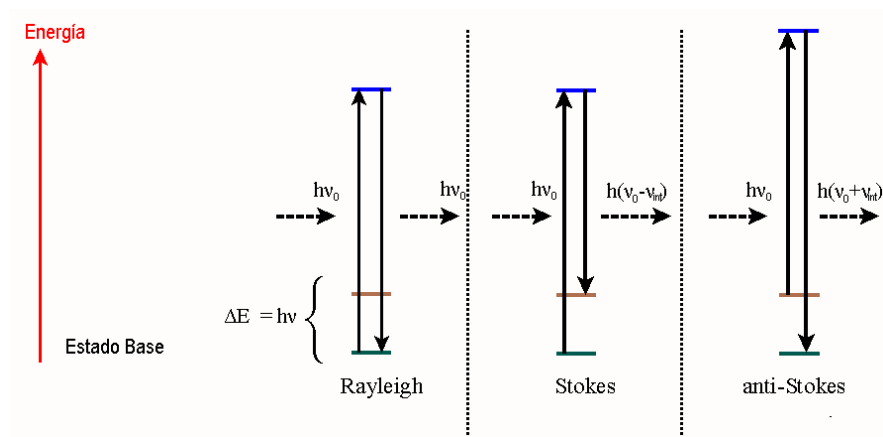 Energía
hν₀
hν₀
hν₀
h(ν₀-νᵢₙₜ)
hν₀
h(ν₀+νᵢₙₜ)
ΔE = hν
Estado Base
Rayleigh
Stokes
anti-Stokes